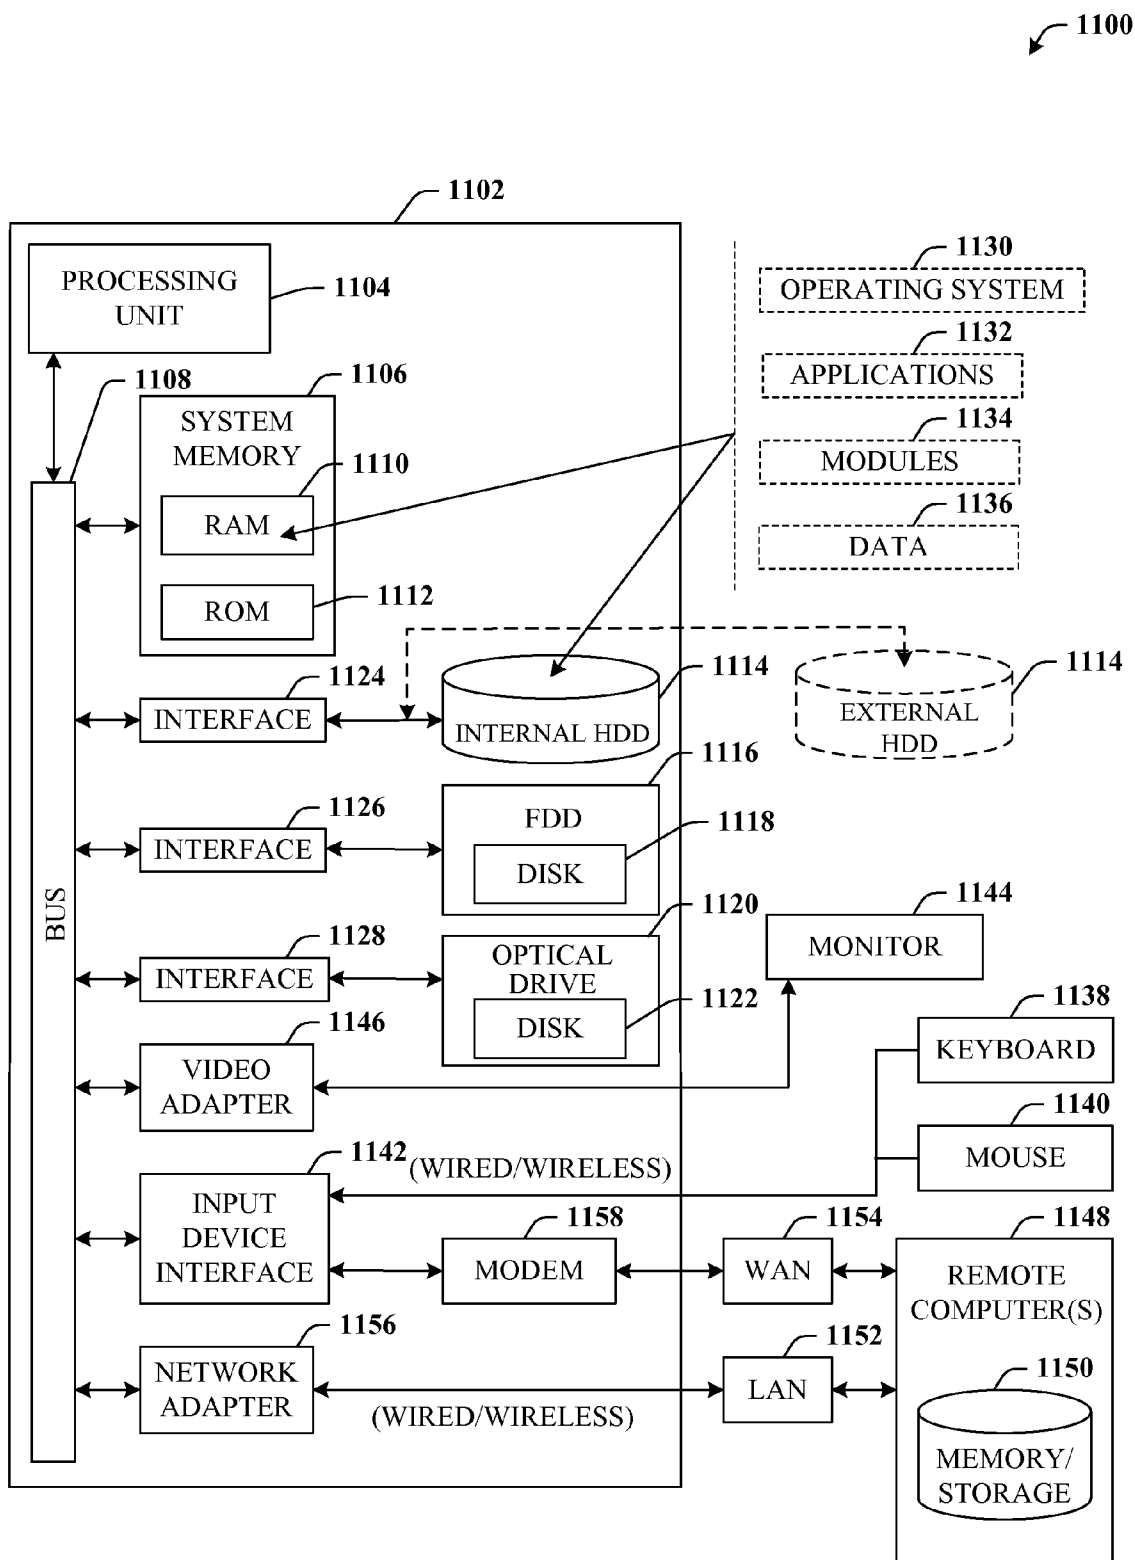 1100
1102
PROCESSING
UNIT
1104
1108
1106
SYSTEM
MEMORY
1110
RAM
ROM
1112
1130
OPERATING SYSTEM
1132
APPLICATIONS
1134
MODULES
1136
DATA
BUS
1124
INTERFACE
1114
INTERNAL HDD
1114
EXTERNAL
HDD
1126
INTERFACE
1116
FDD
1118
DISK
1128
INTERFACE
1120
OPTICAL
DRIVE
1122
DISK
1144
MONITOR
1146
VIDEO
ADAPTER
1138
KEYBOARD
1140
MOUSE
1142
(WIRED/WIRELESS)
INPUT
DEVICE
INTERFACE
1158
MODEM
1154
WAN
1148
REMOTE
COMPUTER(S)
1156
NETWORK
ADAPTER
(WIRED/WIRELESS)
1152
LAN
1150
MEMORY/
STORAGE